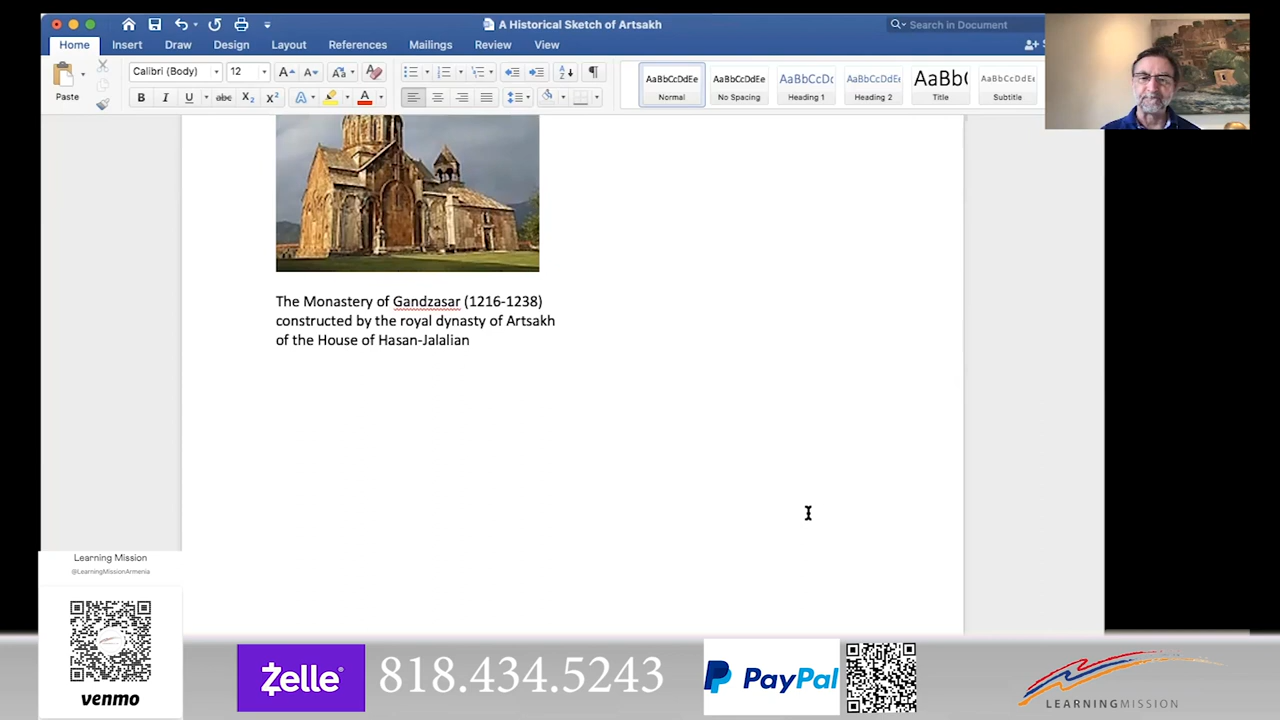 A Historical Sketch of Artsakh
Search in Document
Home Insert Draw Design Layout References Mailings Review View
Paste
Calibri (Body) 12
AaBbCcDdEe AaBbCcDdEe AaBbCcDc AaBbCcDdEe AaBb( AaBbCcDdEe
Normal No Spacing Heading 1 Heading 2 Title Subtitle
The Monastery of Gandzasar (1216-1238)
constructed by the royal dynasty of Artsakh
of the House of Hasan-Jalalian
Learning Mission
@LearningMissionArmenia
venmo
Zelle
818.434.5243
PayPal
LEARNINGMISSION